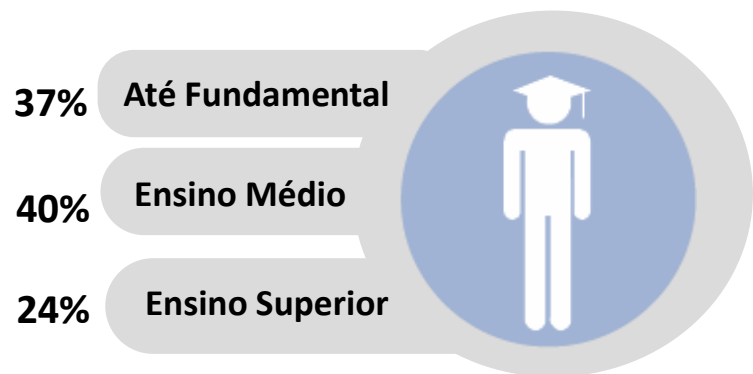 37% Até Fundamental
40% Ensino Médio
24% Ensino Superior